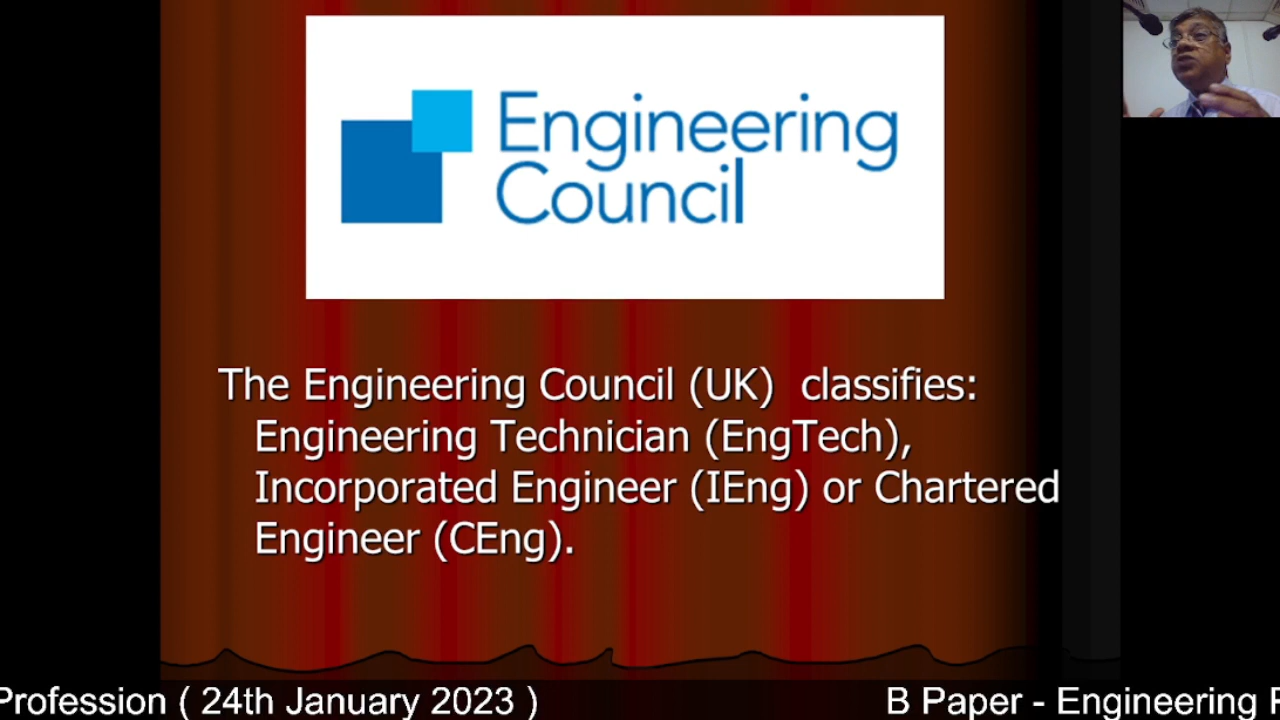 Engineering
Council
The Engineering Council (UK) classifies:
Engineering Technician (EngTech),
Incorporated Engineer (IEng) or Chartered
Engineer (CEng).
Profession ( 24th January 2023 ) B Paper - Engineering